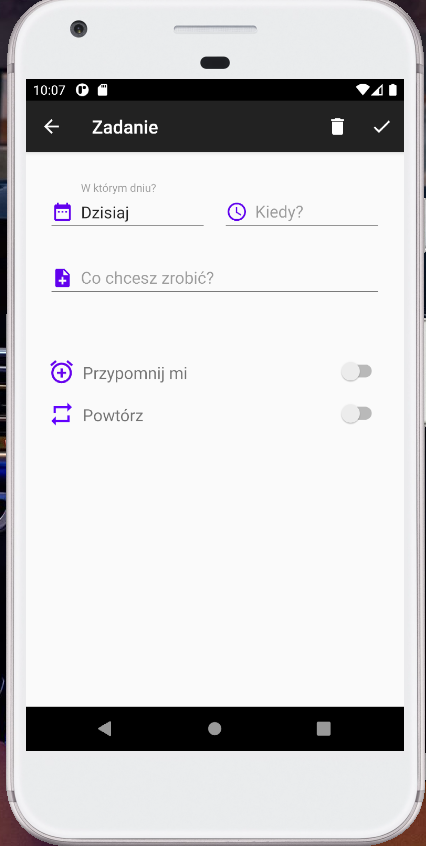 10:07
Zadanie
W którym dniu?
Dzisiaj
Kiedy?
Co chcesz zrobić?
Przypomnij mi
Powtórz